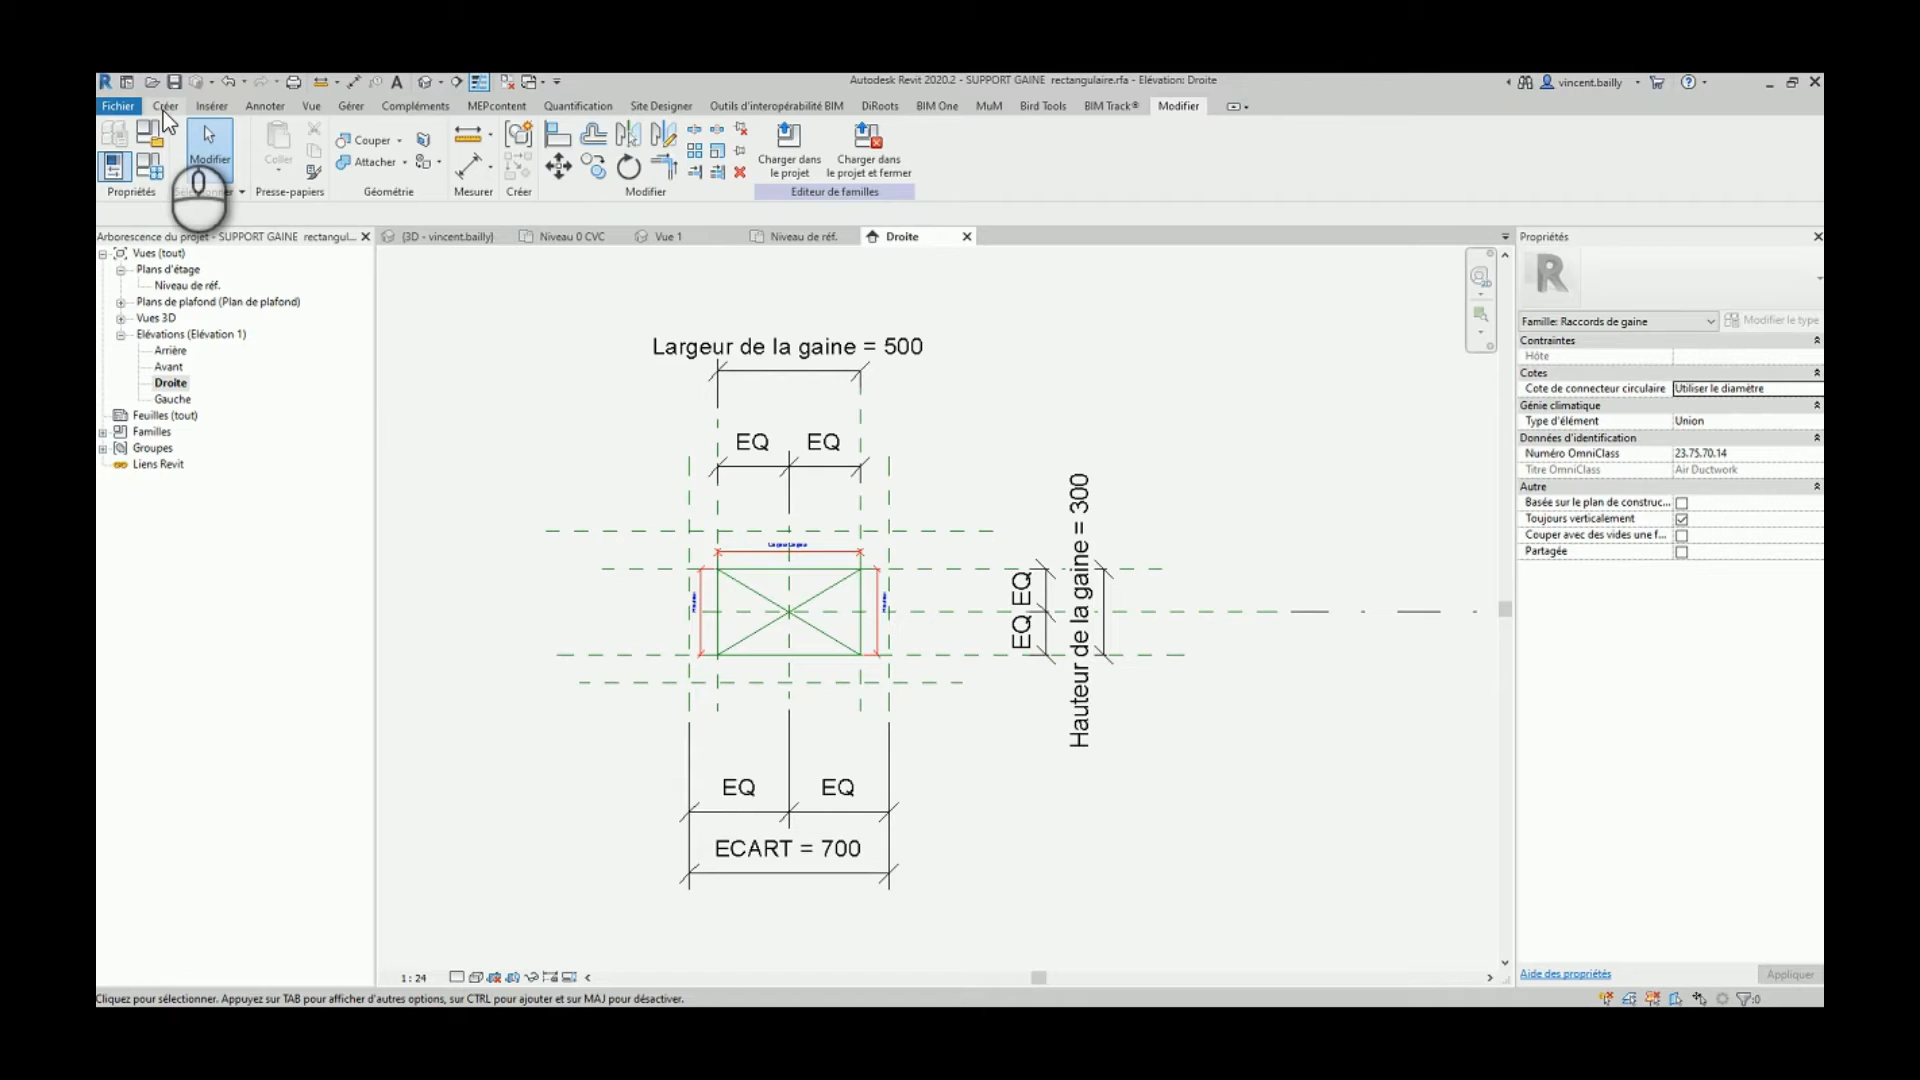 Autodesk Revit 2020.2 - SUPPORT GAINE rectangulaire.rfa - Elévation: Droite
vincent.bailly
Fichier Créer Insérer Annoter Vue Gérer Compléments MEPcontent Quantification Site Designer Outils d'interopérabilité BIM DiRoots BIM One MuM Bird Tools BIM Track® Modifier
Modifier
Coller
Couper
Attacher
Charger dans le projet
Charger dans le projet et fermer
Propriétés Presse-papiers Géométrie Mesurer Créer Modifier Editeur de familles
Arborescence du projet - SUPPORT GAINE rectangul...
{3D - vincent.bailly} Niveau 0 CVC Vue 1 Niveau de réf. Droite
Vues (tout)
Plans d'étage
Niveau de réf.
Plans de plafond (Plan de plafond)
Vues 3D
Elévations (Elévation 1)
Arrière
Avant
Droite
Gauche
Feuilles (tout)
Familles
Groupes
Liens Revit
Largeur de la gaine = 500
EQ EQ
EQ EQ
Hauteur de la gaine = 300
EQ EQ
ECART = 700
Propriétés
R
Famille: Raccords de gaine
Modifier le type
Contraintes
Hôte
Cotes
Cote de connecteur circulaire Utiliser le diamètre
Génie climatique
Type d'élément Union
Données d'identification
Numéro OmniClass 23.75.70.14
Titre OmniClass Air Ductwork
Autre
Basée sur le plan de construc...
Toujours verticalement
Couper avec des vides une f...
Partagée
Aide des propriétés Appliquer
1 : 24
Cliquez pour sélectionner. Appuyez sur TAB pour afficher d'autres options, sur CTRL pour ajouter et sur MAJ pour désactiver.
:0